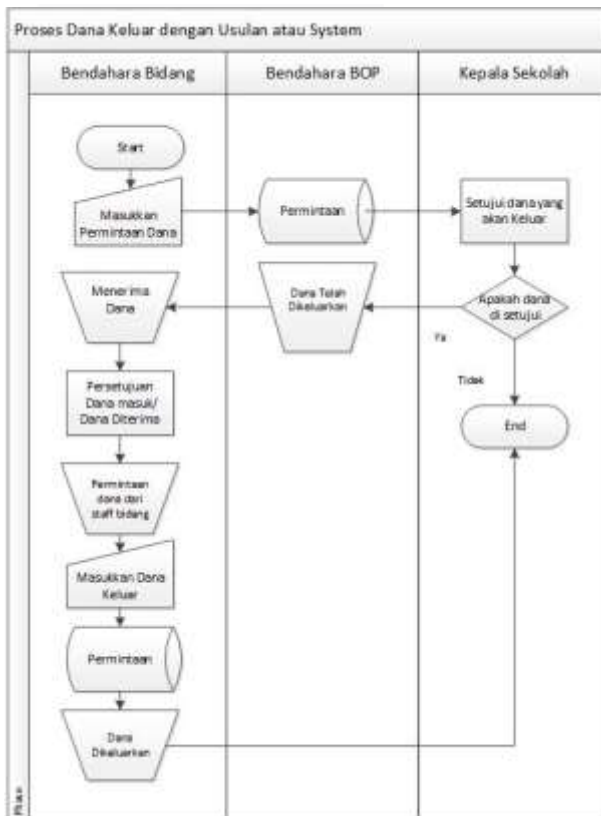 Proses Dana Keluar dengan Usulan atau System
Bendahara Bidang
Bendahara BOP
Kepala Sekolah
Start
Masukkan
Permintaan Dana
Permintaan
Setujui dana yang
akan Keluar
Menerima
Dana
Dana Telah
Dikeluarkan
Apakah dana
di setujui
Ya
Tidak
Persetujuan
Dana masuk/
Dana Diterima
End
Permintaan
dana dari
staff bidang
Masukkan Dana
Keluar
Permintaan
Dana
Dikeluarkan
Phase